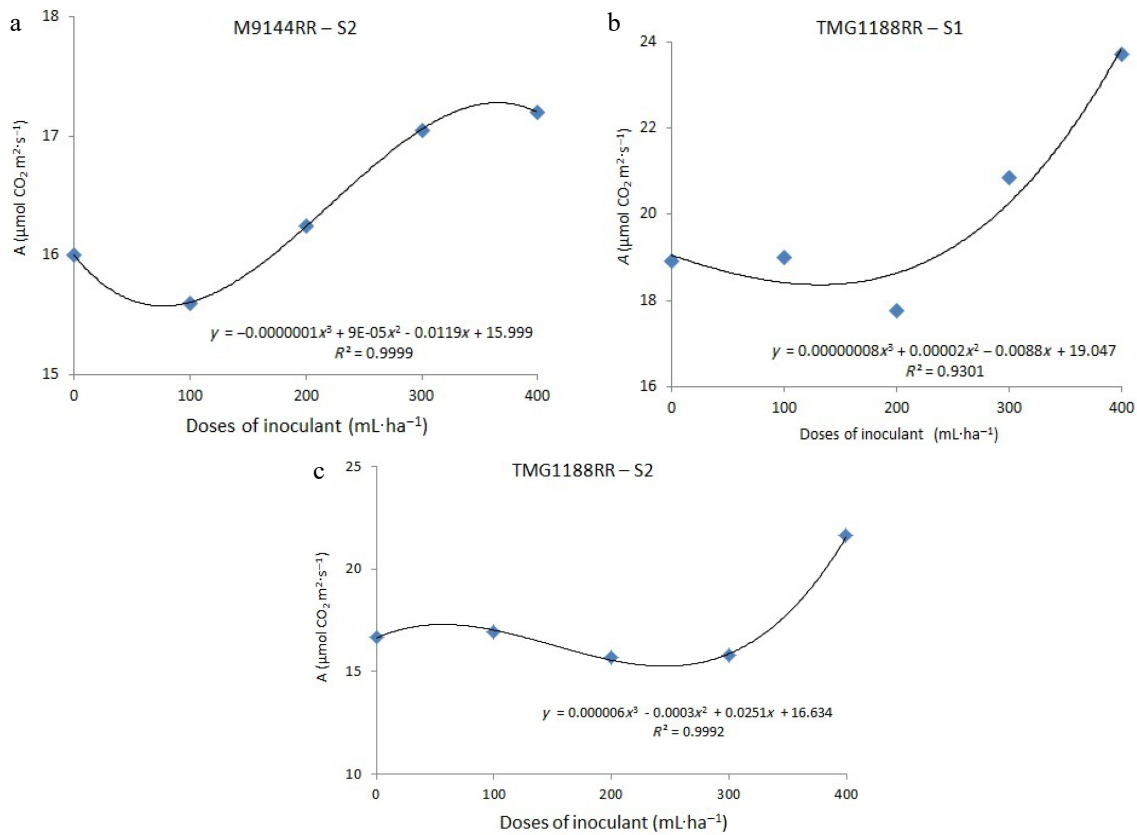 a
M9144RR – S2
18
17
16
15
A (µmol CO₂ m²·s⁻¹)
y = −0.0000001x³ + 9E-05x² - 0.0119x + 15.999
R² = 0.9999
0 100 200 300 400
Doses of inoculant (mL·ha⁻¹)
b
TMG1188RR – S1
24
22
20
18
16
A (µmol CO₂ m²·s⁻¹)
y = 0.00000008x³ + 0.00002x² − 0.0088x + 19.047
R² = 0.9301
0 100 200 300 400
Doses of inoculant (mL·ha⁻¹)
c
TMG1188RR – S2
25
20
15
10
A (µmol CO₂ m²·s⁻¹)
y = 0.000006x³ - 0.0003x² + 0.0251x + 16.634
R² = 0.9992
0 100 200 300 400
Doses of inoculant (mL·ha⁻¹)